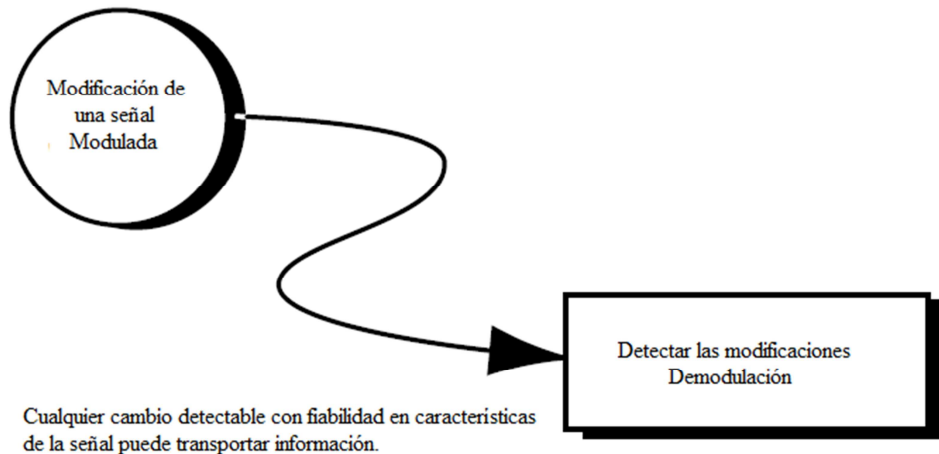 Modificación de
una señal
Modulada
Detectar las modificaciones
Demodulación
Cualquier cambio detectable con fiabilidad en características
de la señal puede transportar información.